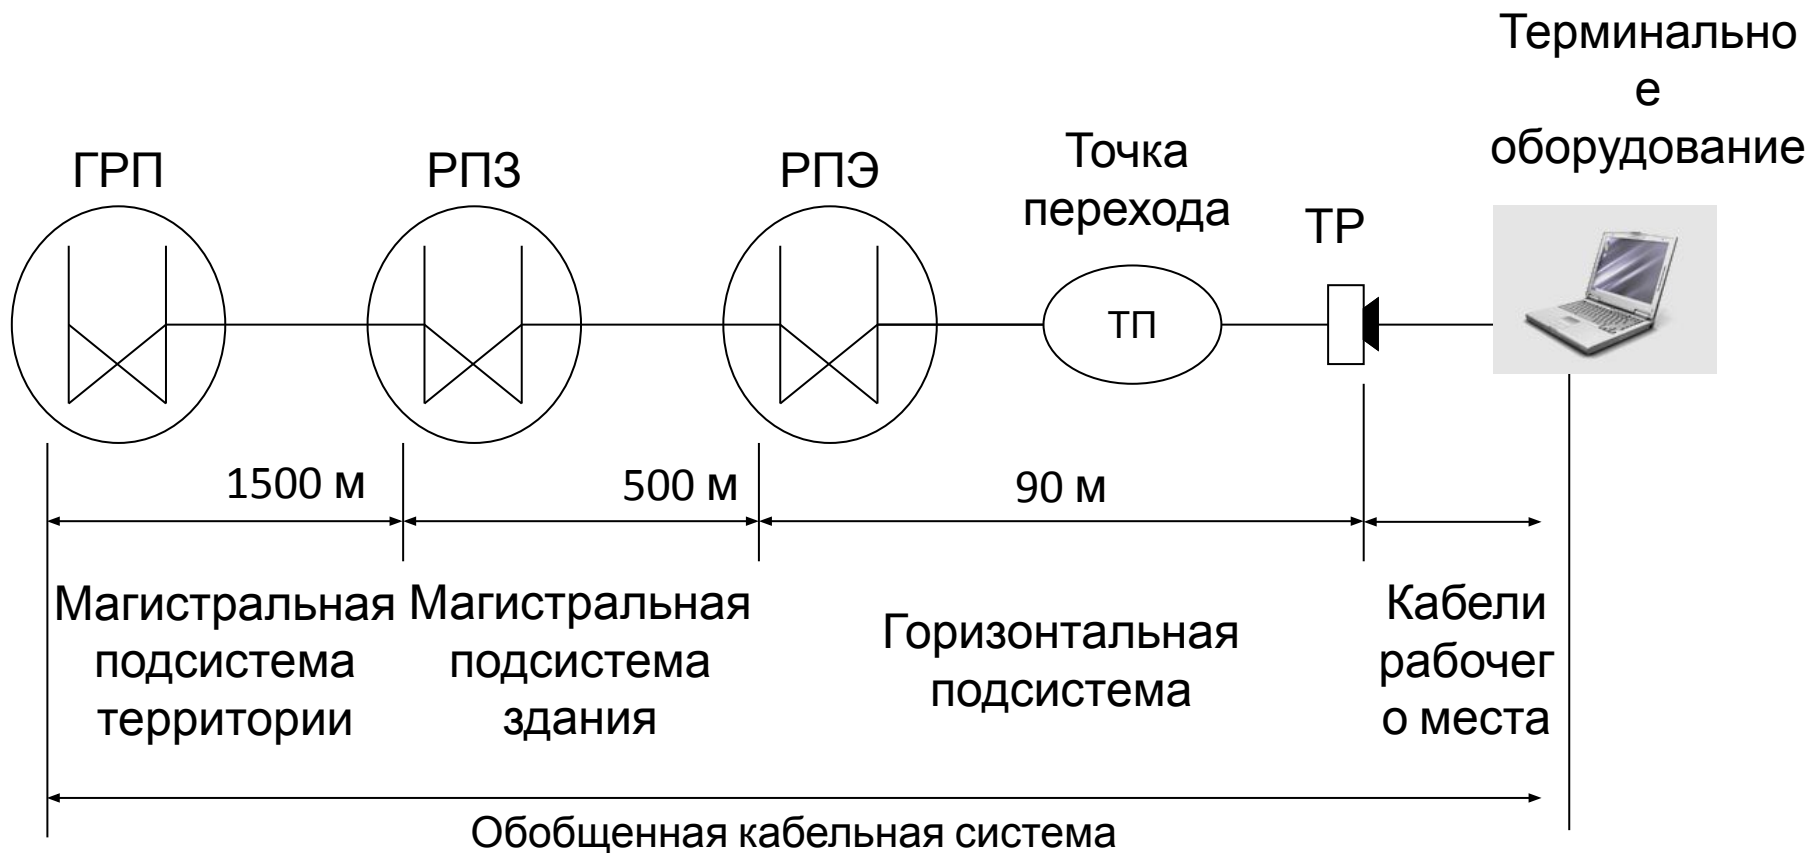 Терминально
е
оборудование
ГРП
РПЗ
РПЭ
Точка
перехода
ТР
ТП
1500 м
500 м
90 м
Магистральная
подсистема
территории
Магистральная
подсистема
здания
Горизонтальная
подсистема
Кабели
рабочег
о места
Обобщенная кабельная система